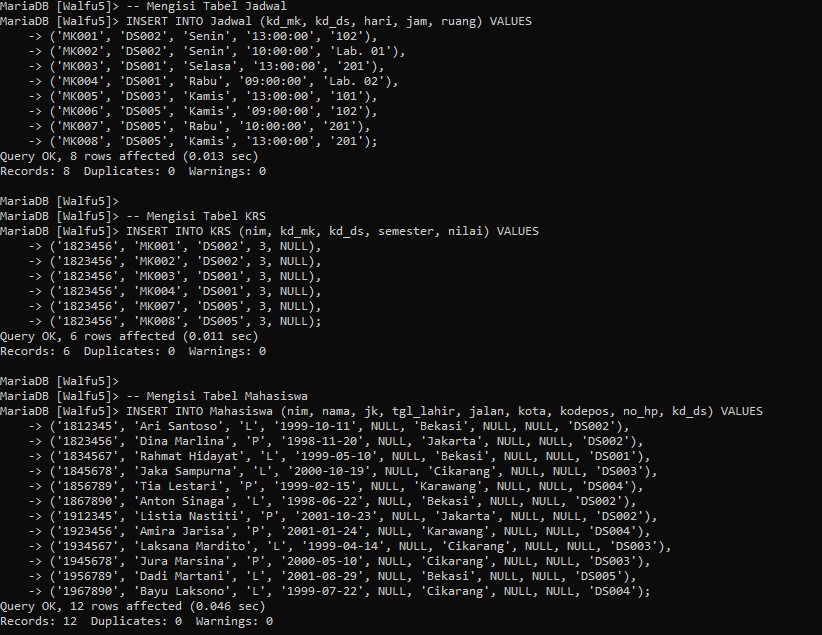 MariaDB [Walfu5]> -- Mengisi Tabel Jadwal
MariaDB [Walfu5]> INSERT INTO Jadwal (kd_mk, kd_ds, hari, jam, ruang) VALUES
    -> ('MK001', 'DS002', 'Senin', '13:00:00', '102'),
    -> ('MK002', 'DS002', 'Senin', '10:00:00', 'Lab. 01'),
    -> ('MK003', 'DS001', 'Selasa', '13:00:00', '201'),
    -> ('MK004', 'DS001', 'Rabu', '09:00:00', 'Lab. 02'),
    -> ('MK005', 'DS003', 'Kamis', '13:00:00', '101'),
    -> ('MK006', 'DS005', 'Kamis', '09:00:00', '102'),
    -> ('MK007', 'DS005', 'Rabu', '10:00:00', '201'),
    -> ('MK008', 'DS005', 'Kamis', '13:00:00', '201');
Query OK, 8 rows affected (0.013 sec)
Records: 8  Duplicates: 0  Warnings: 0

MariaDB [Walfu5]>
MariaDB [Walfu5]> -- Mengisi Tabel KRS
MariaDB [Walfu5]> INSERT INTO KRS (nim, kd_mk, kd_ds, semester, nilai) VALUES
    -> ('1823456', 'MK001', 'DS002', 3, NULL),
    -> ('1823456', 'MK002', 'DS002', 3, NULL),
    -> ('1823456', 'MK003', 'DS001', 3, NULL),
    -> ('1823456', 'MK004', 'DS001', 3, NULL),
    -> ('1823456', 'MK007', 'DS005', 3, NULL),
    -> ('1823456', 'MK008', 'DS005', 3, NULL);
Query OK, 6 rows affected (0.011 sec)
Records: 6  Duplicates: 0  Warnings: 0

MariaDB [Walfu5]>
MariaDB [Walfu5]> -- Mengisi Tabel Mahasiswa
MariaDB [Walfu5]> INSERT INTO Mahasiswa (nim, nama, jk, tgl_lahir, jalan, kota, kodepos, no_hp, kd_ds) VALUES
    -> ('1812345', 'Ari Santoso', 'L', '1999-10-11', NULL, 'Bekasi', NULL, NULL, 'DS002'),
    -> ('1823456', 'Dina Marlina', 'P', '1998-11-20', NULL, 'Jakarta', NULL, NULL, 'DS002'),
    -> ('1834567', 'Rahmat Hidayat', 'L', '1999-05-10', NULL, 'Bekasi', NULL, NULL, 'DS001'),
    -> ('1845678', 'Jaka Sampurna', 'L', '2000-10-19', NULL, 'Cikarang', NULL, NULL, 'DS003'),
    -> ('1856789', 'Tia Lestari', 'P', '1999-02-15', NULL, 'Karawang', NULL, NULL, 'DS004'),
    -> ('1867890', 'Anton Sinaga', 'L', '1998-06-22', NULL, 'Bekasi', NULL, NULL, 'DS002'),
    -> ('1912345', 'Listia Nastiti', 'P', '2001-10-23', NULL, 'Jakarta', NULL, NULL, 'DS002'),
    -> ('1923456', 'Amira Jarisa', 'P', '2001-01-24', NULL, 'Karawang', NULL, NULL, 'DS004'),
    -> ('1934567', 'Laksana Mardito', 'L', '1999-04-14', NULL, 'Cikarang', NULL, NULL, 'DS003'),
    -> ('1945678', 'Jura Marsina', 'P', '2000-05-10', NULL, 'Cikarang', NULL, NULL, 'DS003'),
    -> ('1956789', 'Dadi Martani', 'L', '2001-08-29', NULL, 'Bekasi', NULL, NULL, 'DS005'),
    -> ('1967890', 'Bayu Laksono', 'L', '1999-07-22', NULL, 'Cikarang', NULL, NULL, 'DS004');
Query OK, 12 rows affected (0.046 sec)
Records: 12  Duplicates: 0  Warnings: 0